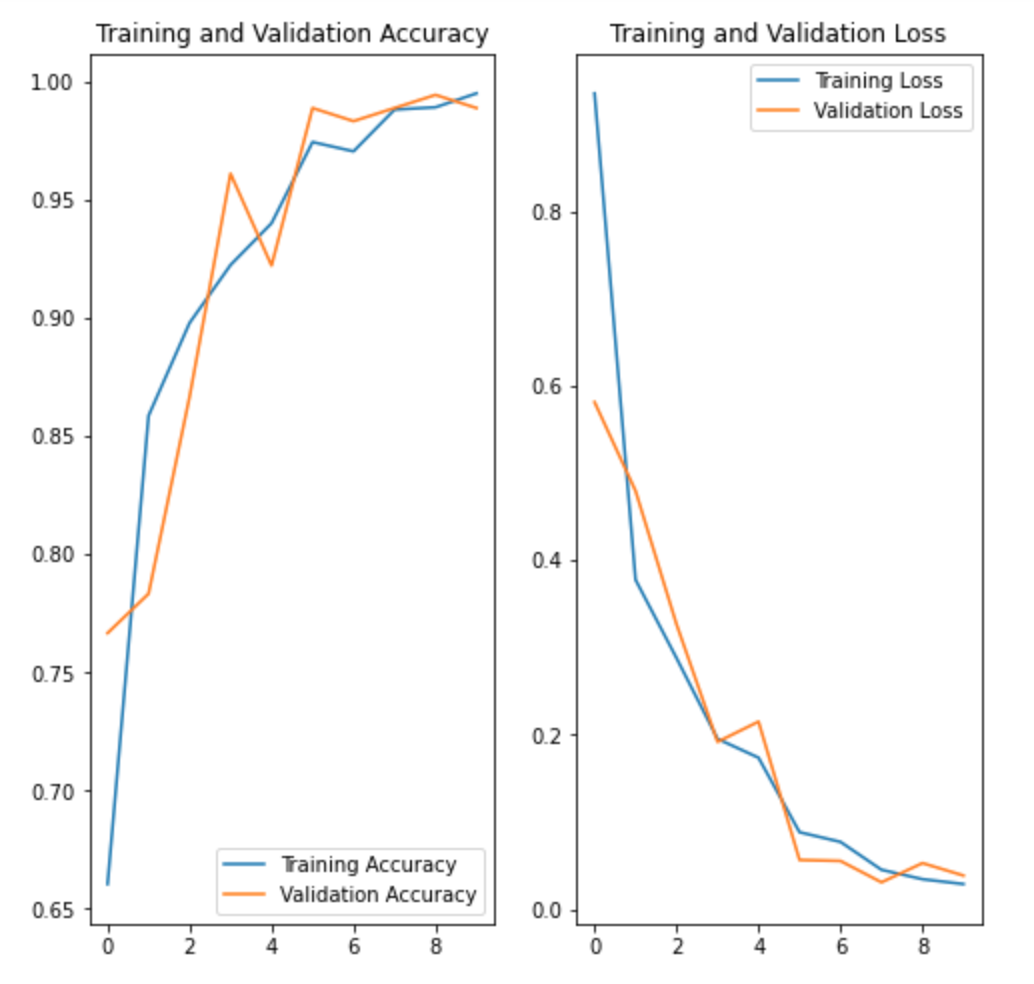 Training and Validation Accuracy
1.00
0.95
0.90
0.85
0.80
0.75
0.70
0.65
Training Accuracy
Validation Accuracy
0 2 4 6 8
Training and Validation Loss
Training Loss
Validation Loss
0.8
0.6
0.4
0.2
0.0
0 2 4 6 8